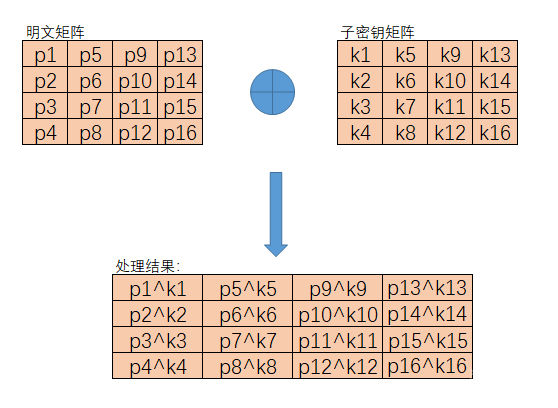 明文矩阵
子密钥矩阵
p1 p5 p9 p13
p2 p6 p10 p14
p3 p7 p11 p15
p4 p8 p12 p16
k1 k5 k9 k13
k2 k6 k10 k14
k3 k7 k11 k15
k4 k8 k12 k16
处理结果：
p1^k1 p5^k5 p9^k9 p13^k13
p2^k2 p6^k6 p10^k10 p14^k14
p3^k3 p7^k7 p11^k11 p15^k15
p4^k4 p8^k8 p12^k12 p16^k16